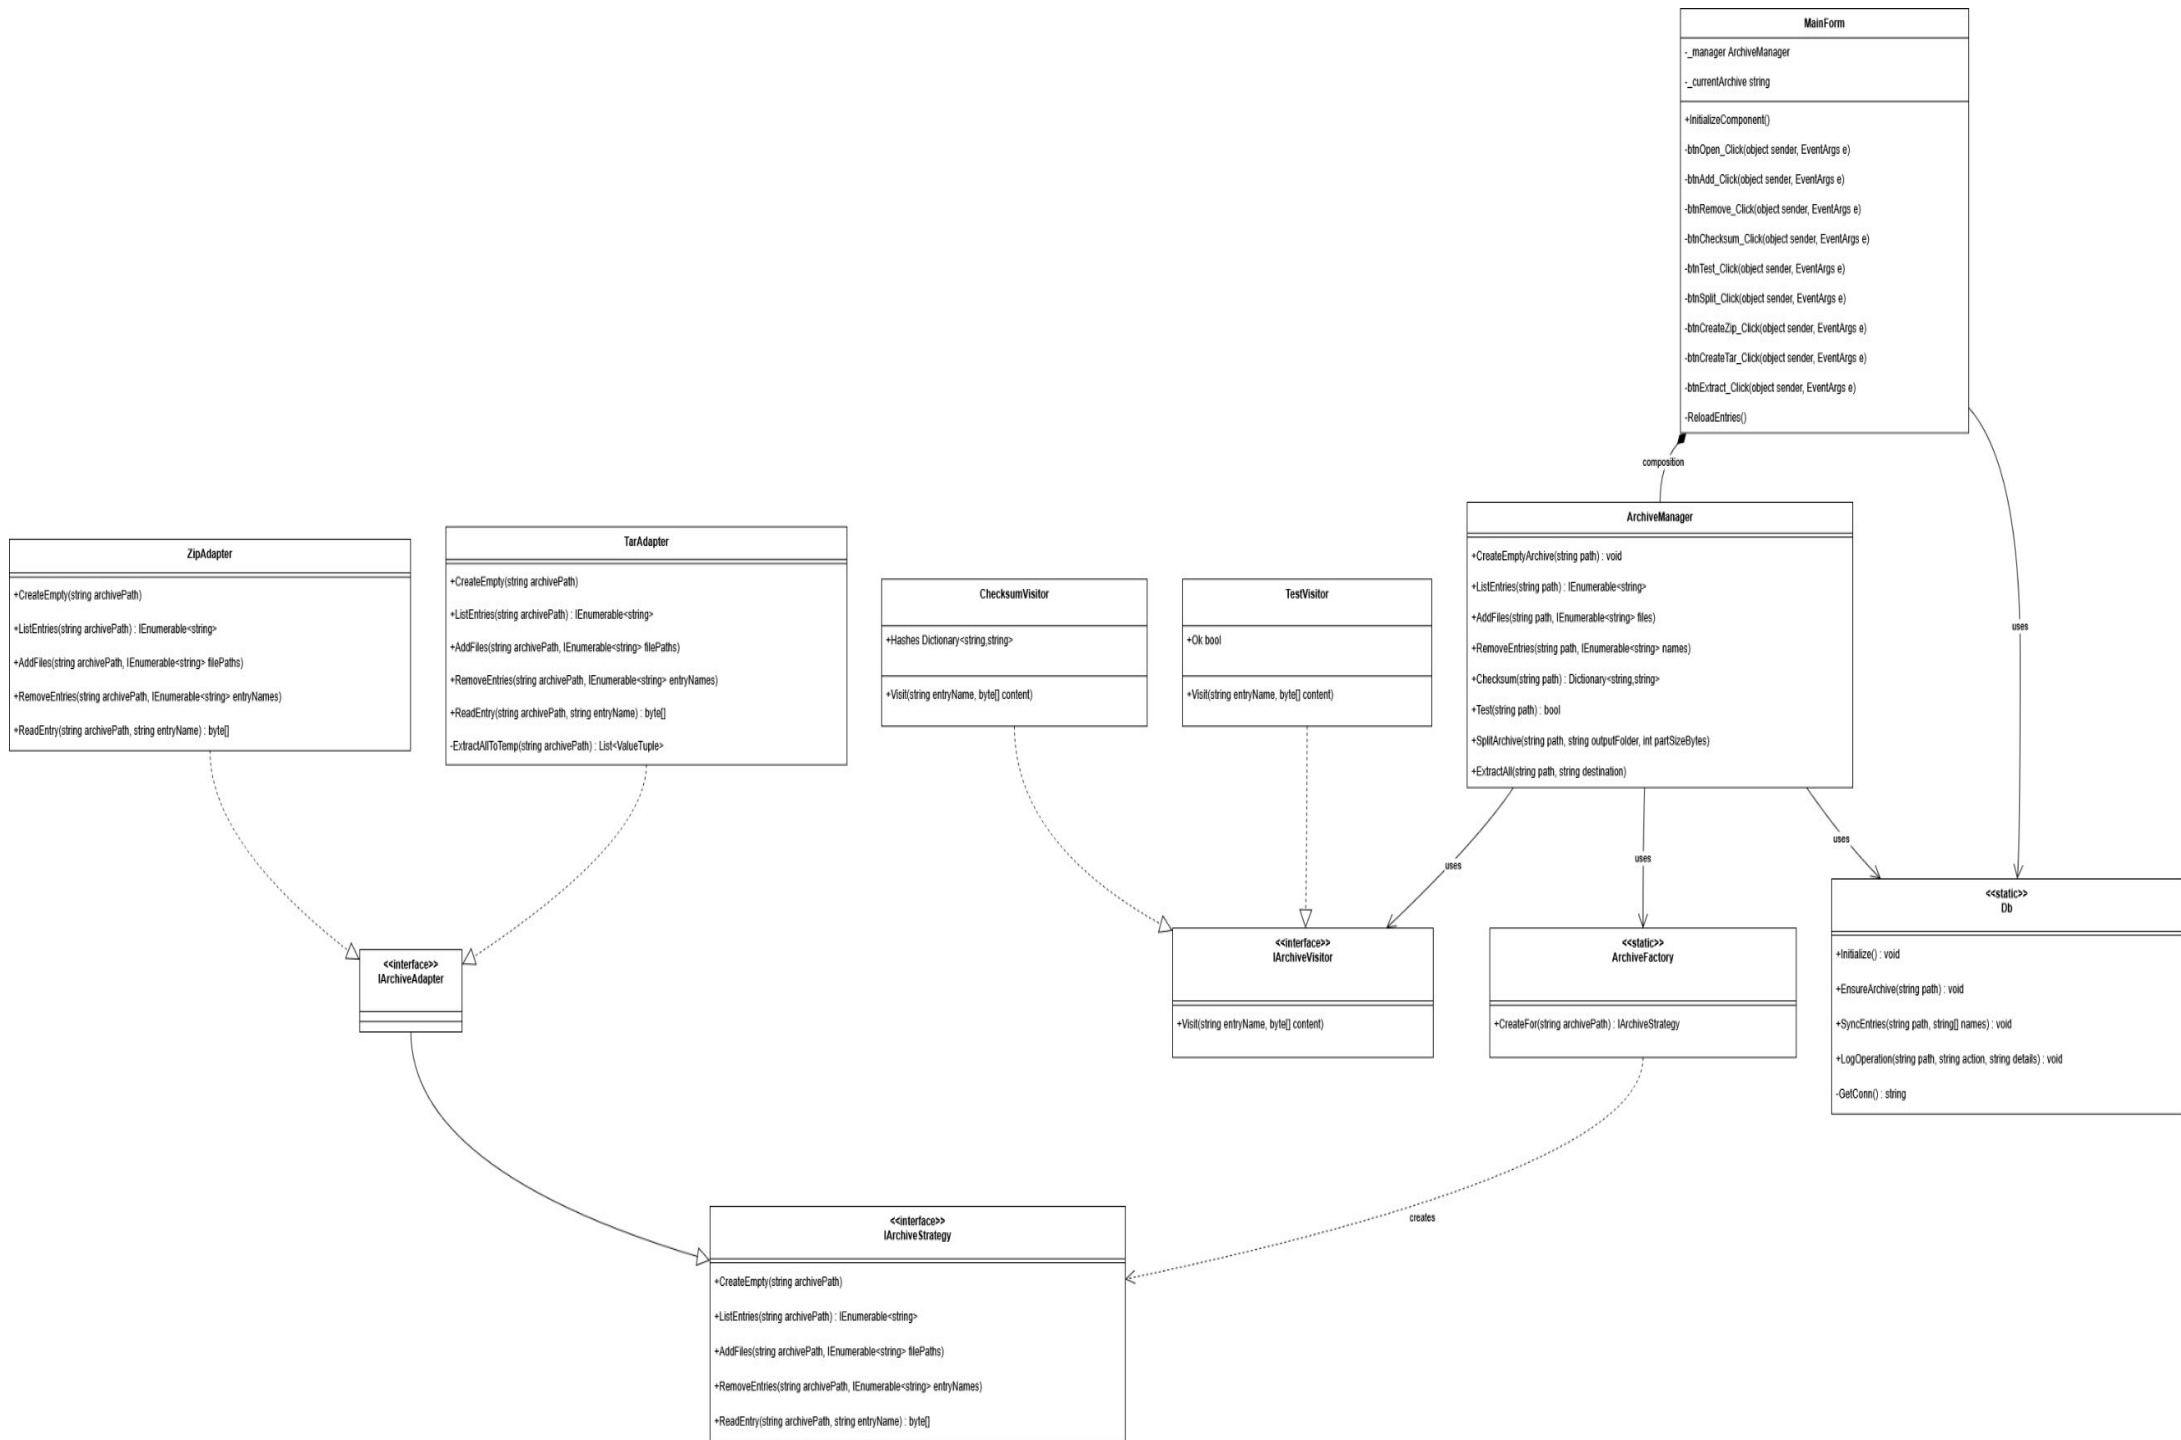 MainForm
-_manager ArchiveManager
-_currentArchive string
+InitializeComponent()
-btnOpen_Click(object sender, EventArgs e)
-btnAdd_Click(object sender, EventArgs e)
-btnRemove_Click(object sender, EventArgs e)
-btnChecksum_Click(object sender, EventArgs e)
-btnTest_Click(object sender, EventArgs e)
-btnSplit_Click(object sender, EventArgs e)
-btnCreateZip_Click(object sender, EventArgs e)
-btnCreateTar_Click(object sender, EventArgs e)
-btnExtract_Click(object sender, EventArgs e)
-ReloadEntries()
composition
uses
ZipAdapter
+CreateEmpty(string archivePath)
+ListEntries(string archivePath) : IEnumerable<string>
+AddFiles(string archivePath, IEnumerable<string> filePaths)
+RemoveEntries(string archivePath, IEnumerable<string> entryNames)
+ReadEntry(string archivePath, string entryName) : byte[]
TarAdapter
+CreateEmpty(string archivePath)
+ListEntries(string archivePath) : IEnumerable<string>
+AddFiles(string archivePath, IEnumerable<string> filePaths)
+RemoveEntries(string archivePath, IEnumerable<string> entryNames)
+ReadEntry(string archivePath, string entryName) : byte[]
-ExtractAllToTemp(string archivePath) : List<ValueTuple>
ChecksumVisitor
+Hashes Dictionary<string,string>
+Visit(string entryName, byte[] content)
TestVisitor
+Ok bool
+Visit(string entryName, byte[] content)
ArchiveManager
+CreateEmptyArchive(string path) : void
+ListEntries(string path) : IEnumerable<string>
+AddFiles(string path, IEnumerable<string> files)
+RemoveEntries(string path, IEnumerable<string> names)
+Checksum(string path) : Dictionary<string,string>
+Test(string path) : bool
+SplitArchive(string path, string outputFolder, int partSizeBytes)
+ExtractAll(string path, string destination)
uses
uses
uses
<<interface>>
IArchiveAdapter
<<interface>>
IArchiveVisitor
+Visit(string entryName, byte[] content)
<<static>>
ArchiveFactory
+CreateFor(string archivePath) : IArchiveStrategy
<<static>>
Db
+Initialize() : void
+EnsureArchive(string path) : void
+SyncEntries(string path, string[] names) : void
+LogOperation(string path, string action, string details) : void
-GetConn() : string
creates
<<interface>>
IArchiveStrategy
+CreateEmpty(string archivePath)
+ListEntries(string archivePath) : IEnumerable<string>
+AddFiles(string archivePath, IEnumerable<string> filePaths)
+RemoveEntries(string archivePath, IEnumerable<string> entryNames)
+ReadEntry(string archivePath, string entryName) : byte[]